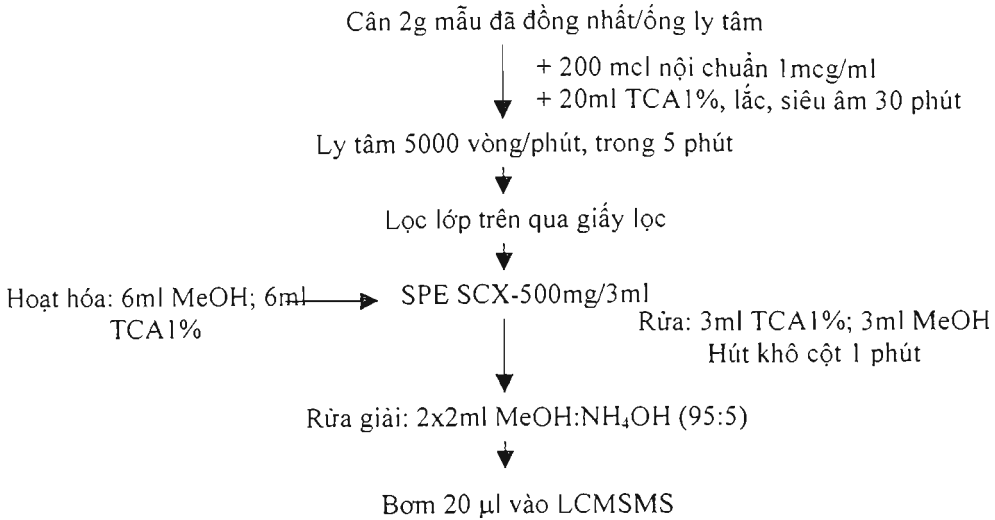 Cân 2g mẫu đã đồng nhất/ống ly tâm
+ 200 mcl nội chuẩn 1mcg/ml
+ 20ml TCA1%, lắc, siêu âm 30 phút
Ly tâm 5000 vòng/phút, trong 5 phút
Lọc lớp trên qua giấy lọc
Hoạt hóa: 6ml MeOH; 6ml
TCA1%
SPE SCX-500mg/3ml
Rửa: 3ml TCA1%; 3ml MeOH
Hút khô cột 1 phút
Rửa giải: 2x2ml MeOH:NH₄OH (95:5)
Bơm 20 µl vào LCMSMS